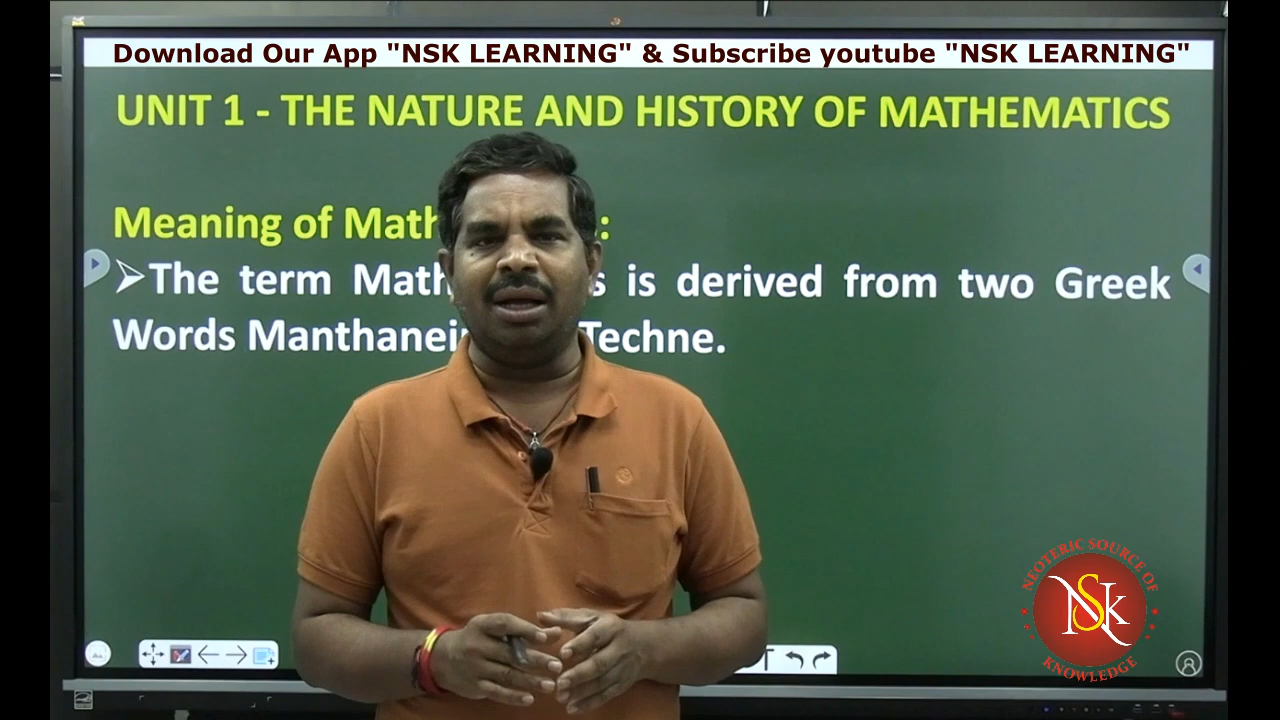 Download Our App "NSK LEARNING" & Subscribe youtube "NSK LEARNING"
UNIT 1 - THE NATURE AND HISTORY OF MATHEMATICS
Meaning of Math :
➢The term Math s is derived from two Greek
Words Manthanei Techne.
NEOTERIC SOURCE OF
NSK
KNOWLEDGE